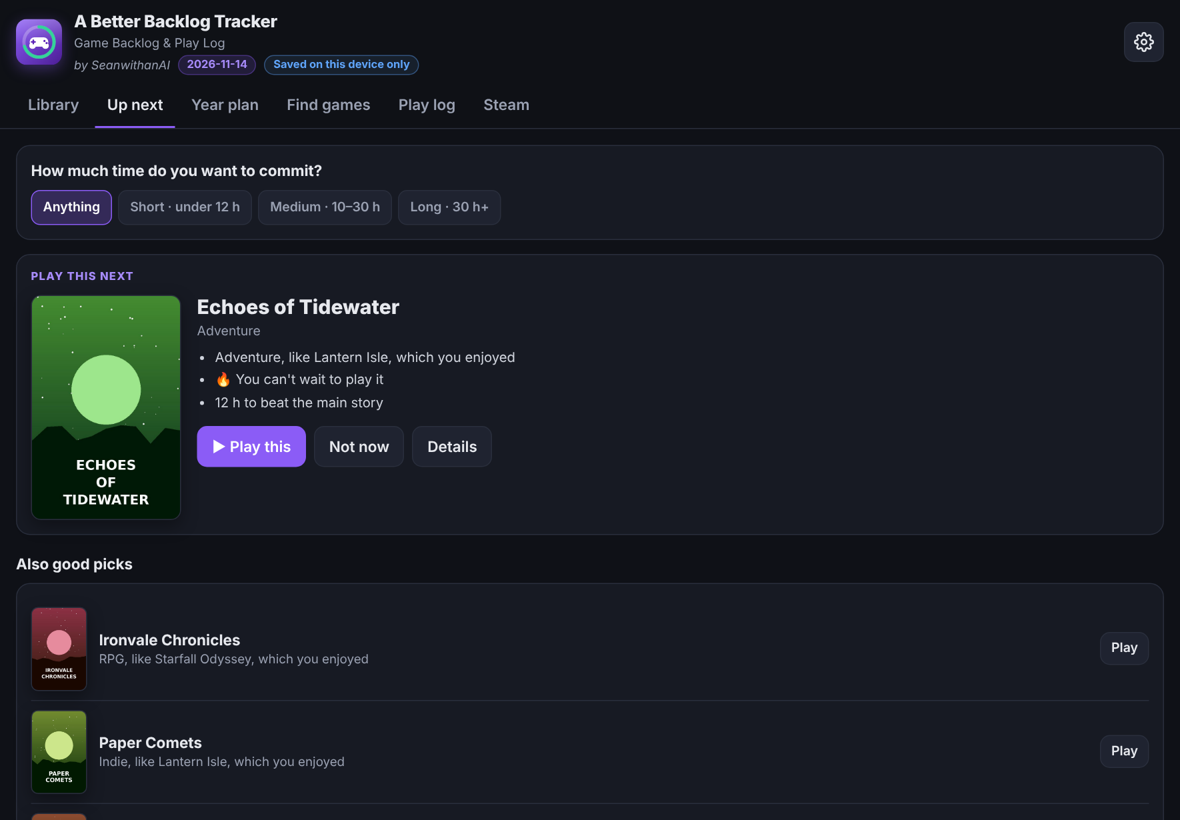 A Better Backlog Tracker
Game Backlog & Play Log
by SeanwithanAI 2026-11-14 Saved on this device only
Library Up next Year plan Find games Play log Steam
How much time do you want to commit?
Anything Short · under 12 h Medium · 10–30 h Long · 30 h+
PLAY THIS NEXT
ECHOES
OF
TIDEWATER
Echoes of Tidewater
Adventure
• Adventure, like Lantern Isle, which you enjoyed
• 🔥 You can't wait to play it
• 12 h to beat the main story
▶ Play this Not now Details
Also good picks
IRONVALE
CHRONICLES
Ironvale Chronicles
RPG, like Starfall Odyssey, which you enjoyed
Play
PAPER
COMETS
Paper Comets
Indie, like Lantern Isle, which you enjoyed
Play